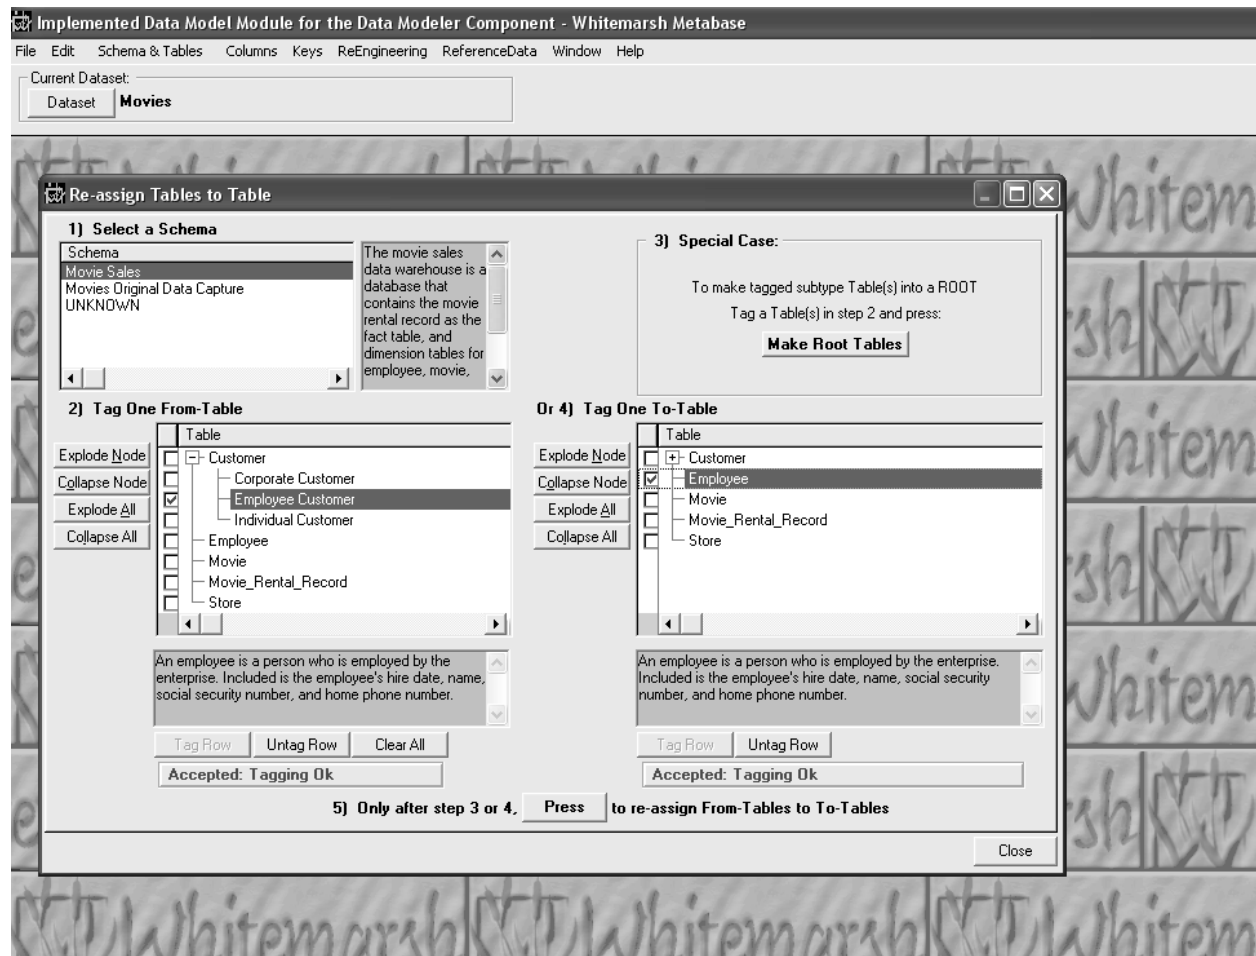 Implemented Data Model Module for the Data Modeler Component - Whitemarsh Metabase
File Edit Schema & Tables Columns Keys ReEngineering ReferenceData Window Help
Current Dataset:
Dataset Movies
Re-assign Tables to Table
1) Select a Schema
Schema
Movie Sales
Movies Original Data Capture
UNKNOWN
The movie sales
data warehouse is a
database that
contains the movie
rental record as the
fact table, and
dimension tables for
employee, movie,
3) Special Case:
To make tagged subtype Table(s) into a ROOT
Tag a Table(s) in step 2 and press:
Make Root Tables
2) Tag One From-Table
Explode Node
Collapse Node
Explode All
Collapse All
Table
Customer
Corporate Customer
Employee Customer
Individual Customer
Employee
Movie
Movie_Rental_Record
Store
An employee is a person who is employed by the
enterprise. Included is the employee's hire date, name,
social security number, and home phone number.
Tag Row Untag Row Clear All
Accepted: Tagging Ok
Or 4) Tag One To-Table
Explode Node
Collapse Node
Explode All
Collapse All
Table
Customer
Employee
Movie
Movie_Rental_Record
Store
An employee is a person who is employed by the enterprise.
Included is the employee's hire date, name, social security
number, and home phone number.
Tag Row Untag Row
Accepted: Tagging Ok
5) Only after step 3 or 4, Press to re-assign From-Tables to To-Tables
Close
Whitemarsh Whitemarsh Whitem